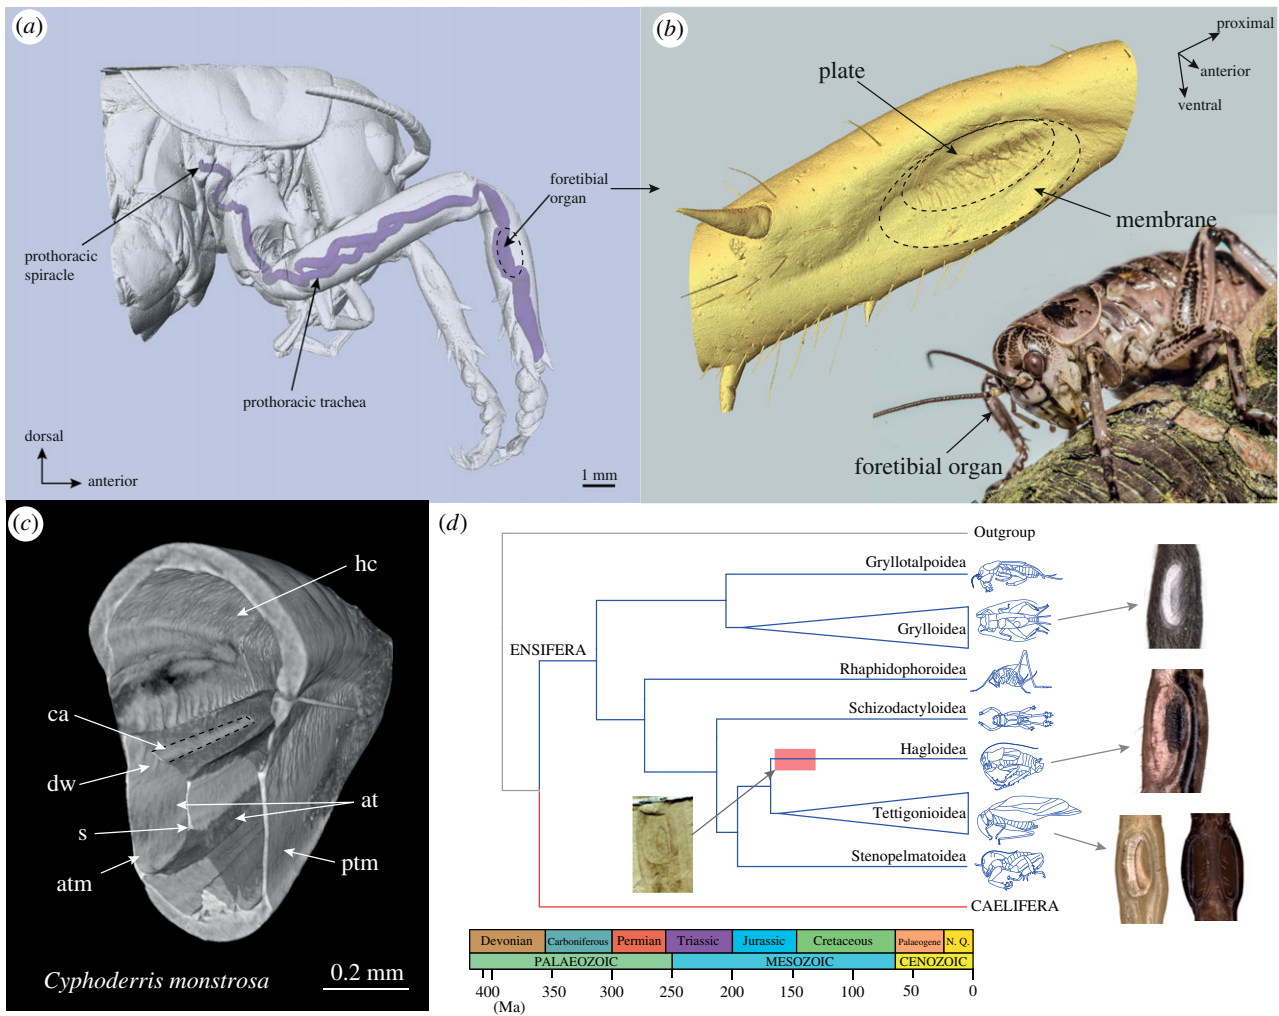 (a)
prothoracic
spiracle
prothoracic trachea
foretibial
organ
dorsal
anterior
1 mm
(b)
plate
membrane
proximal
anterior
ventral
foretibial organ
(c)
hc
ca
dw
s
atm
at
ptm
Cyphoderris monstrosa
0.2 mm
(d)
Outgroup
Gryllotalpoidea
Grylloidea
ENSIFERA
Rhaphidophoroidea
Schizodactyloidea
Hagloidea
Tettigonioidea
Stenopelmatoidea
CAELIFERA
Devonian Carboniferous Permian Triassic Jurassic Cretaceous Palaeogene N. Q.
PALAEOZOIC MESOZOIC CENOZOIC
400 350 300 250 200 150 100 50 0
(Ma)